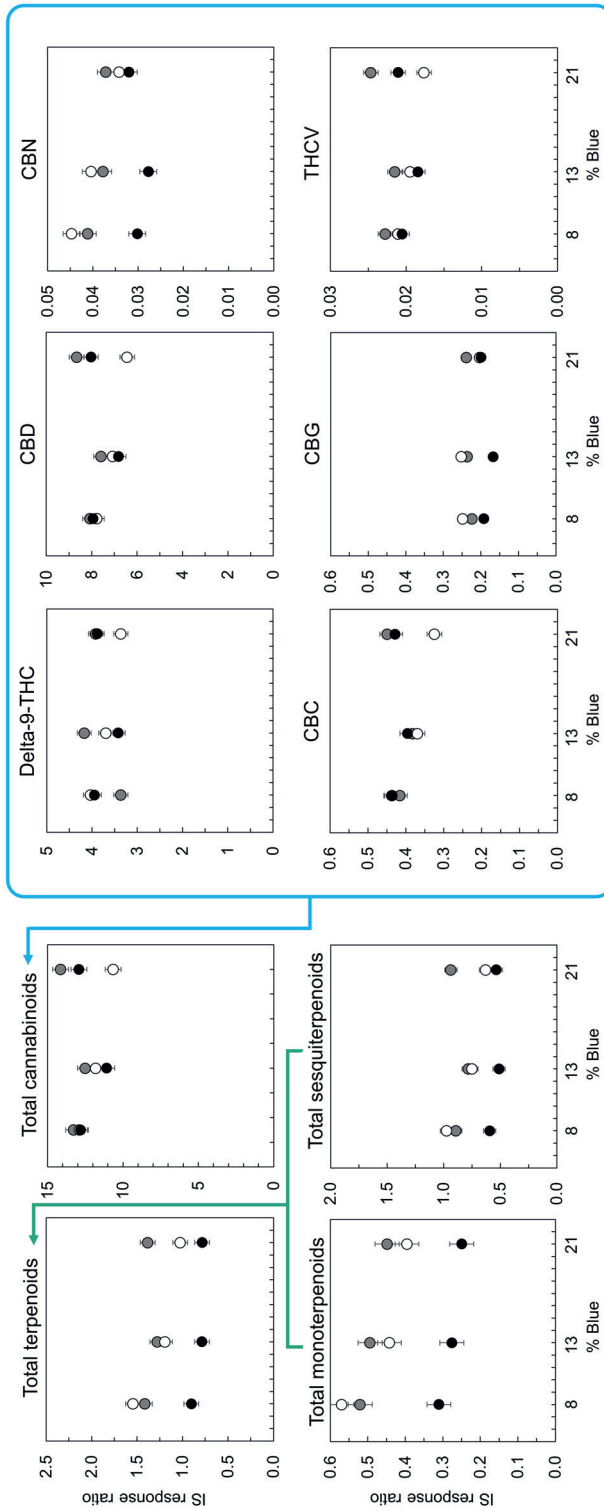 Total terpenoids
IS response ratio
2.5
2.0
1.5
1.0
0.5
0.0
Total cannabinoids
15
10
5
0
Delta-9-THC
5
4
3
2
1
0
CBD
10
8
6
4
2
0
CBN
0.05
0.04
0.03
0.02
0.01
0.00
Total monoterpenoids
IS response ratio
0.6
0.5
0.4
0.3
0.2
0.1
0.0
8 13 21
% Blue
Total sesquiterpenoids
2.0
1.5
1.0
0.5
0.0
8 13 21
% Blue
CBC
0.6
0.5
0.4
0.3
0.2
0.1
0.0
8 13 21
% Blue
CBG
0.6
0.5
0.4
0.3
0.2
0.1
0.0
8 13 21
% Blue
THCV
0.03
0.02
0.01
0.00
8 13 21
% Blue